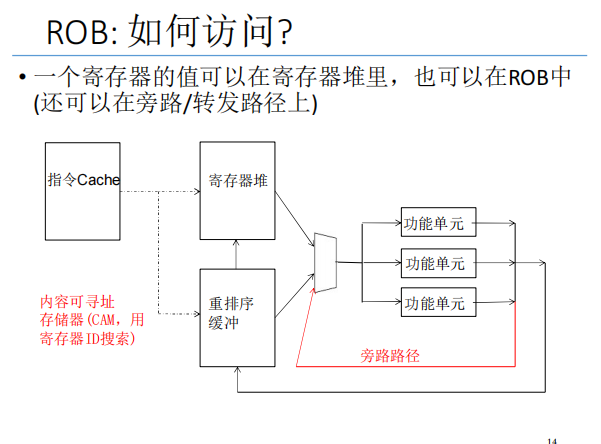 ROB: 如何访问?
• 一个寄存器的值可以在寄存器堆里，也可以在ROB中
(还可以在旁路/转发路径上)
指令Cache
寄存器堆
功能单元
功能单元
功能单元
重排序
缓冲
内容可寻址
存储器(CAM，用
寄存器ID搜索)
旁路路径
14